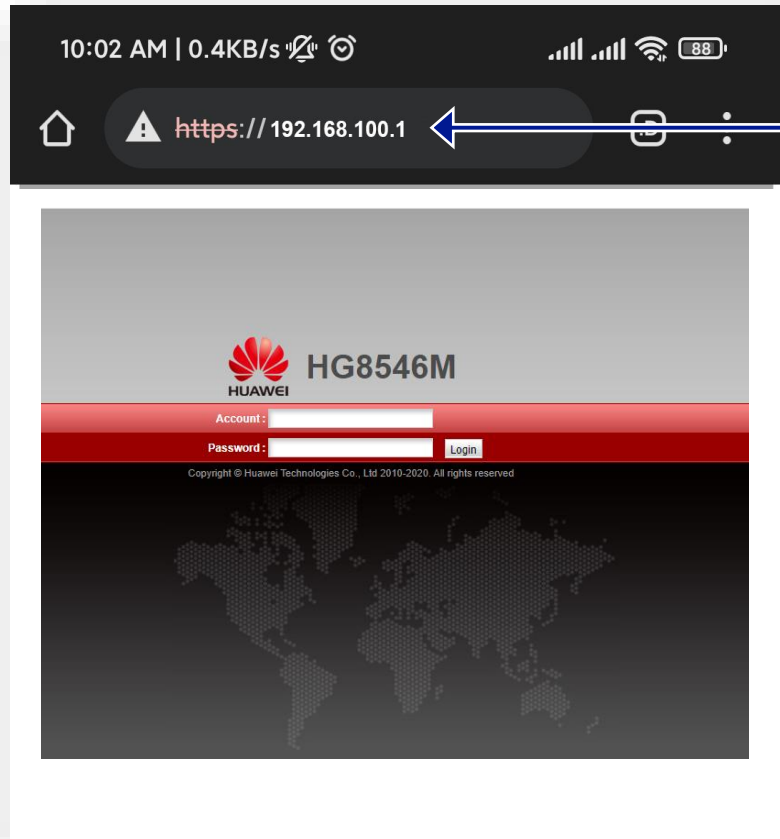 10:02 AM | 0.4KB/s 88
https:// 192.168.100.1 :D
HUAWEI HG8546M
Account :
Password : Login
Copyright © Huawei Technologies Co., Ltd 2010-2020. All rights reserved